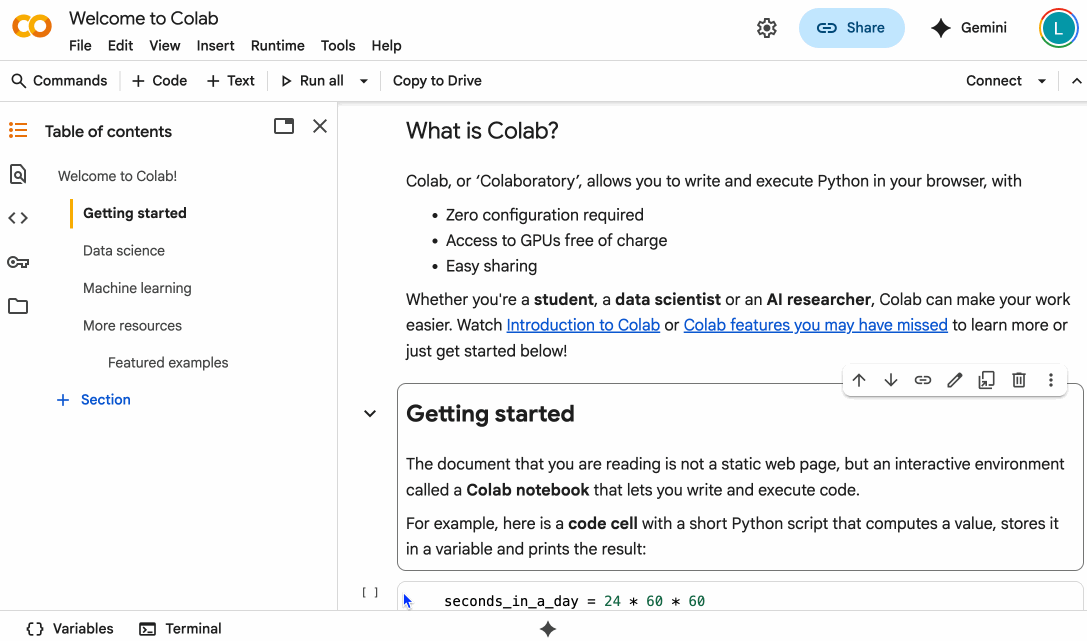 Welcome to Colab
File Edit View Insert Runtime Tools Help
Share
Gemini
L
Commands + Code + Text Run all Copy to Drive Connect
Table of contents
Welcome to Colab!
Getting started
Data science
Machine learning
More resources
Featured examples
+ Section
What is Colab?
Colab, or ‘Colaboratory’, allows you to write and execute Python in your browser, with
• Zero configuration required
• Access to GPUs free of charge
• Easy sharing
Whether you're a student, a data scientist or an AI researcher, Colab can make your work
easier. Watch Introduction to Colab or Colab features you may have missed to learn more or
just get started below!
Getting started
The document that you are reading is not a static web page, but an interactive environment
called a Colab notebook that lets you write and execute code.
For example, here is a code cell with a short Python script that computes a value, stores it
in a variable and prints the result:
[ ] seconds_in_a_day = 24 * 60 * 60
{} Variables Terminal